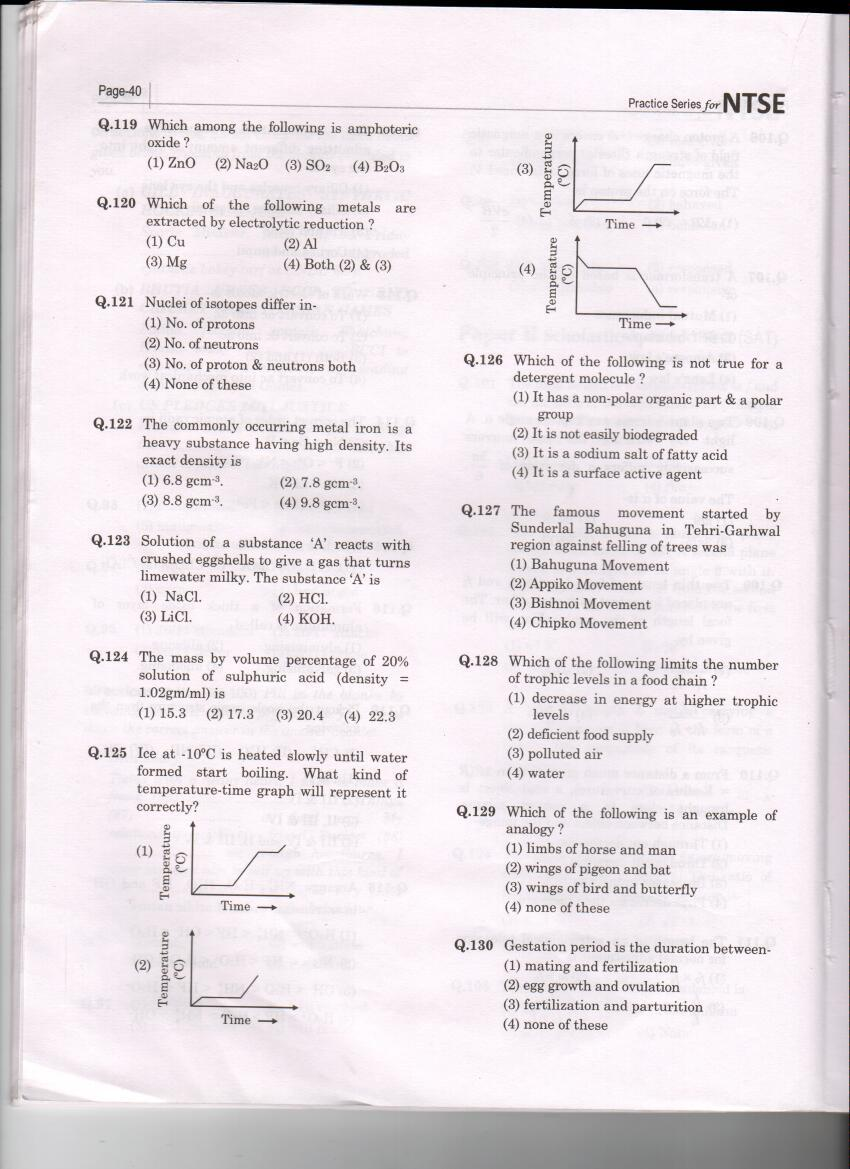 Page-40
Practice Series for NTSE
Q.119 Which among the following is amphoteric
oxide ?
(1) ZnO (2) Na2O (3) SO2 (4) B2O3
Q.120 Which of the following metals are
extracted by electrolytic reduction ?
(1) Cu (2) Al
(3) Mg (4) Both (2) & (3)
Q.121 Nuclei of isotopes differ in-
(1) No. of protons
(2) No. of neutrons
(3) No. of proton & neutrons both
(4) None of these
Q.122 The commonly occurring metal iron is a
heavy substance having high density. Its
exact density is
(1) 6.8 gcm-3. (2) 7.8 gcm-3.
(3) 8.8 gcm-3. (4) 9.8 gcm-3.
Q.123 Solution of a substance 'A' reacts with
crushed eggshells to give a gas that turns
limewater milky. The substance 'A' is
(1) NaCl. (2) HCl.
(3) LiCl. (4) KOH.
Q.124 The mass by volume percentage of 20%
solution of sulphuric acid (density =
1.02gm/ml) is
(1) 15.3 (2) 17.3 (3) 20.4 (4) 22.3
Q.125 Ice at -10°C is heated slowly until water
formed start boiling. What kind of
temperature-time graph will represent it
correctly?
(1)
Temperature
(°C)
Time
(2)
Temperature
(°C)
Time
(3)
Temperature
(°C)
Time
(4)
Temperature
(°C)
Time
Q.126 Which of the following is not true for a
detergent molecule ?
(1) It has a non-polar organic part & a polar
group
(2) It is not easily biodegraded
(3) It is a sodium salt of fatty acid
(4) It is a surface active agent
Q.127 The famous movement started by
Sunderlal Bahuguna in Tehri-Garhwal
region against felling of trees was
(1) Bahuguna Movement
(2) Appiko Movement
(3) Bishnoi Movement
(4) Chipko Movement
Q.128 Which of the following limits the number
of trophic levels in a food chain ?
(1) decrease in energy at higher trophic
levels
(2) deficient food supply
(3) polluted air
(4) water
Q.129 Which of the following is an example of
analogy ?
(1) limbs of horse and man
(2) wings of pigeon and bat
(3) wings of bird and butterfly
(4) none of these
Q.130 Gestation period is the duration between-
(1) mating and fertilization
(2) egg growth and ovulation
(3) fertilization and parturition
(4) none of these